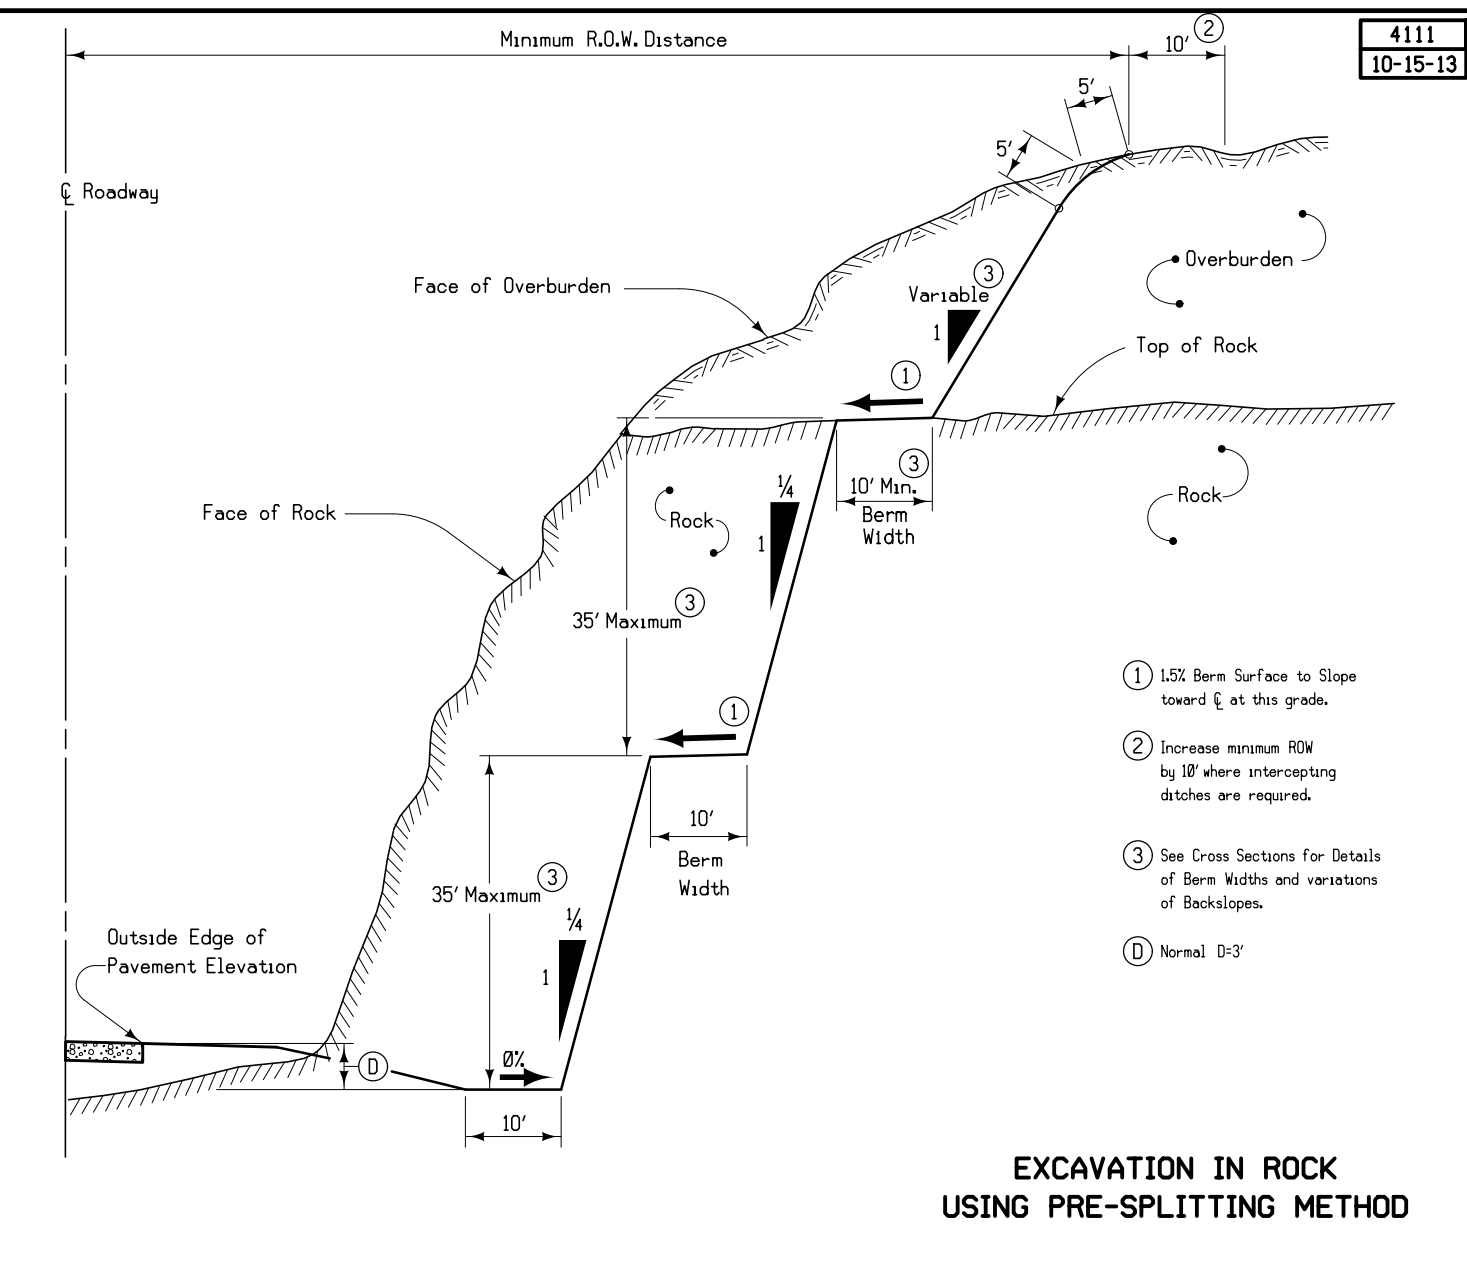 Minimum R.O.W. Distance
10' 2
4111
10-15-13
5'
5'
℄ Roadway
Overburden
Face of Overburden
3
Variable
1
Top of Rock
1
3
10' Min.
Berm
Width
1/4
1
Rock
Rock
Face of Rock
35' Maximum 3
1
1 1.5% Berm Surface to Slope
toward ℄ at this grade.
2 Increase minimum ROW
by 10' where intercepting
ditches are required.
3 See Cross Sections for Details
of Berm Widths and variations
of Backslopes.
D Normal D=3'
10'
Berm
Width
35' Maximum 3
1/4
1
Outside Edge of
Pavement Elevation
D
0%
10'
EXCAVATION IN ROCK
USING PRE-SPLITTING METHOD